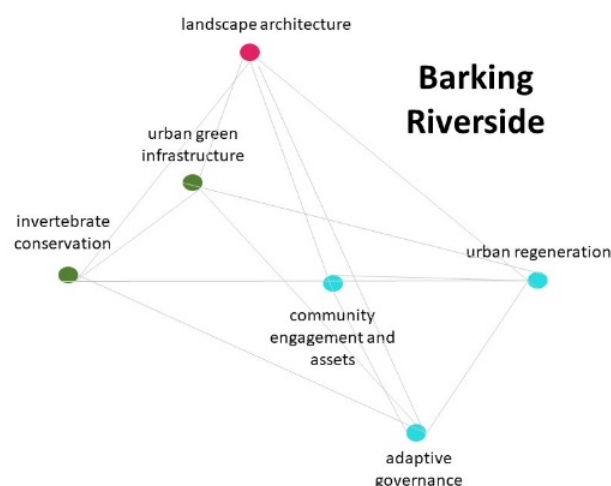 landscape architecture
Barking
Riverside
urban green
infrastructure
invertebrate
conservation
urban regeneration
community
engagement and
assets
adaptive
governance